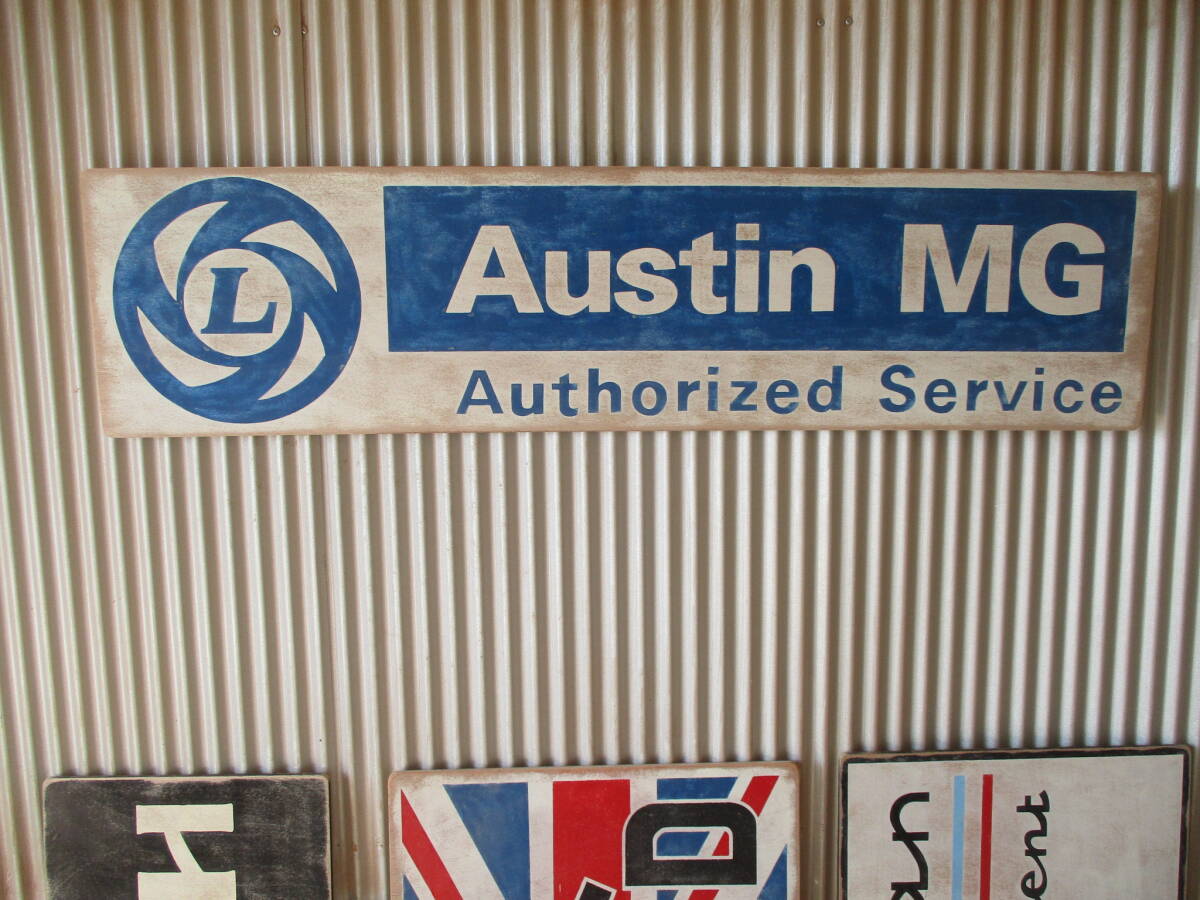 L
Austin MG
Authorized Service